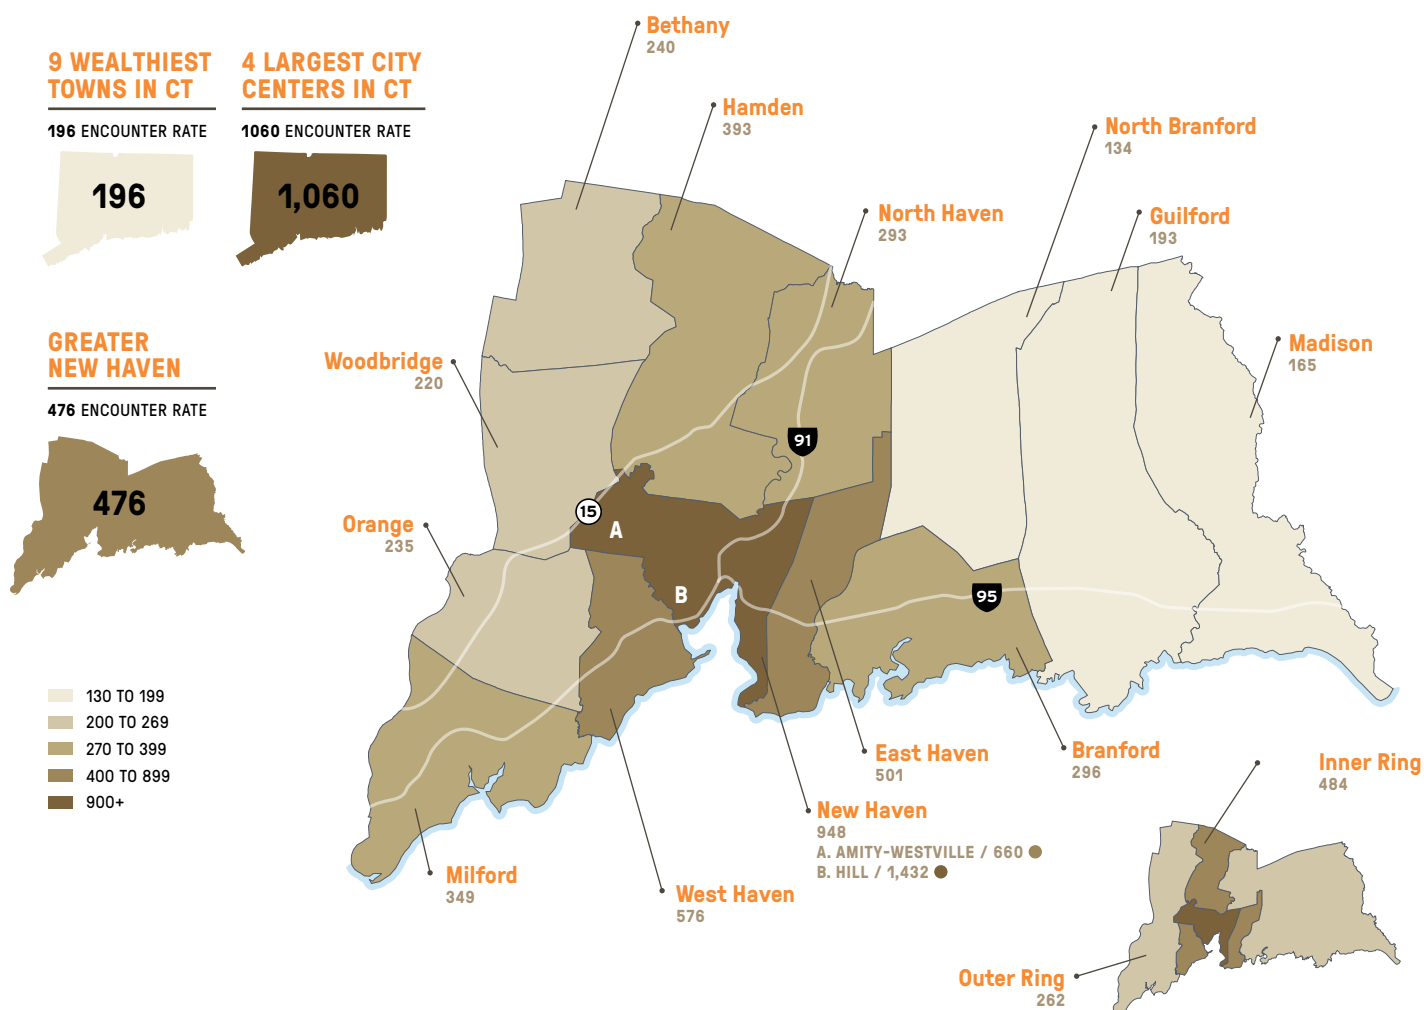 9 WEALTHIEST
TOWNS IN CT
196 ENCOUNTER RATE
196
4 LARGEST CITY
CENTERS IN CT
1060 ENCOUNTER RATE
1,060
GREATER
NEW HAVEN
476 ENCOUNTER RATE
476
130 TO 199
200 TO 269
270 TO 399
400 TO 899
900+
Bethany
240
Hamden
393
North Branford
134
North Haven
293
Guilford
193
Woodbridge
220
Madison
165
91
15
A
Orange
235
B
95
East Haven
501
Branford
296
New Haven
948
A. AMITY-WESTVILLE / 660
B. HILL / 1,432
Milford
349
West Haven
576
Inner Ring
484
Outer Ring
262